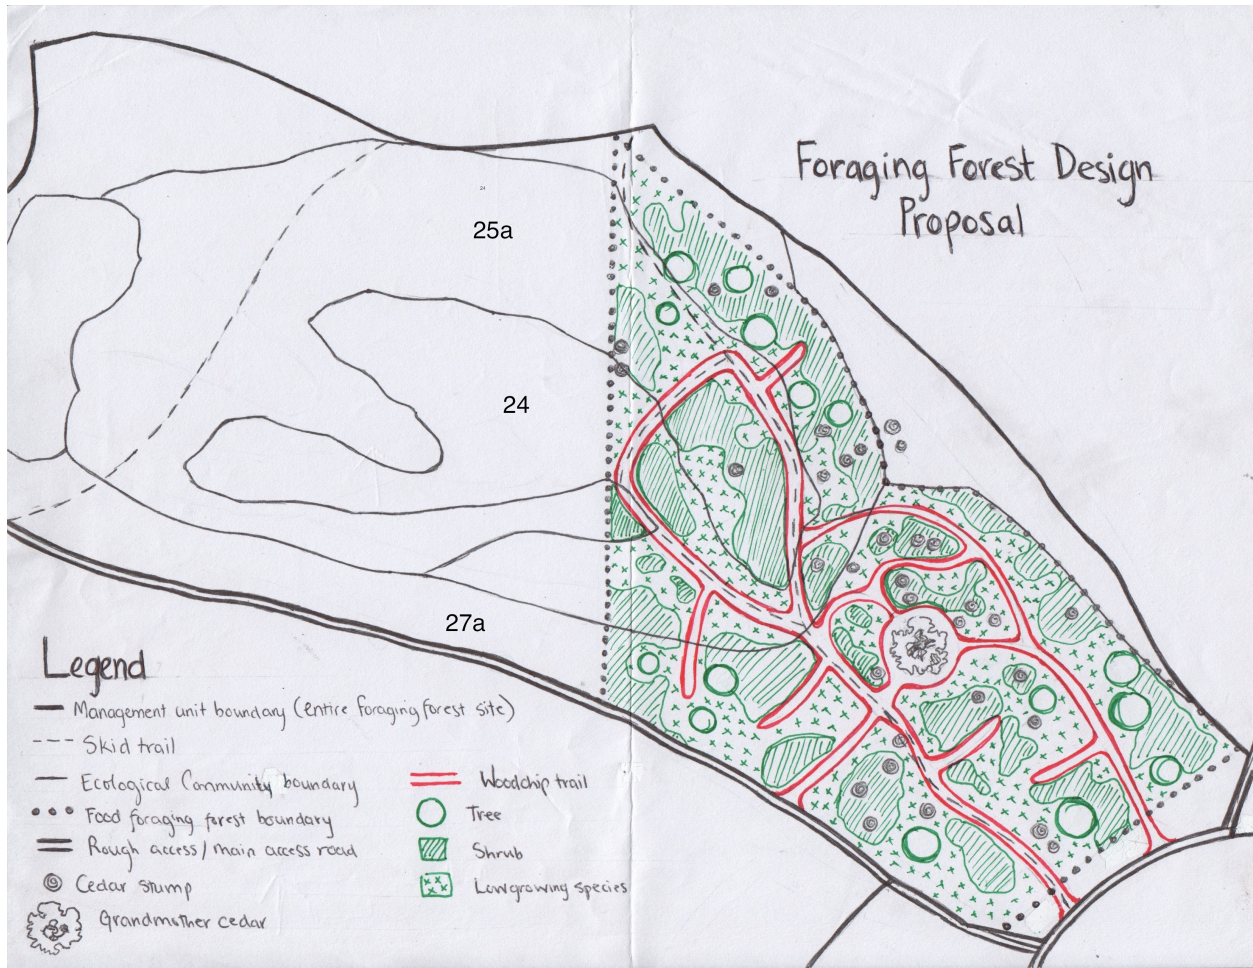 Foraging Forest Design
Proposal
25a
24
27a
Legend
Management unit boundary (entire foraging forest site)
Skid trail
Ecological Community boundary
Food foraging forest boundary
Rough access/main access road
Cedar stump
Grandmother cedar
Woodchip trail
Tree
Shrub
Lowgrowing species